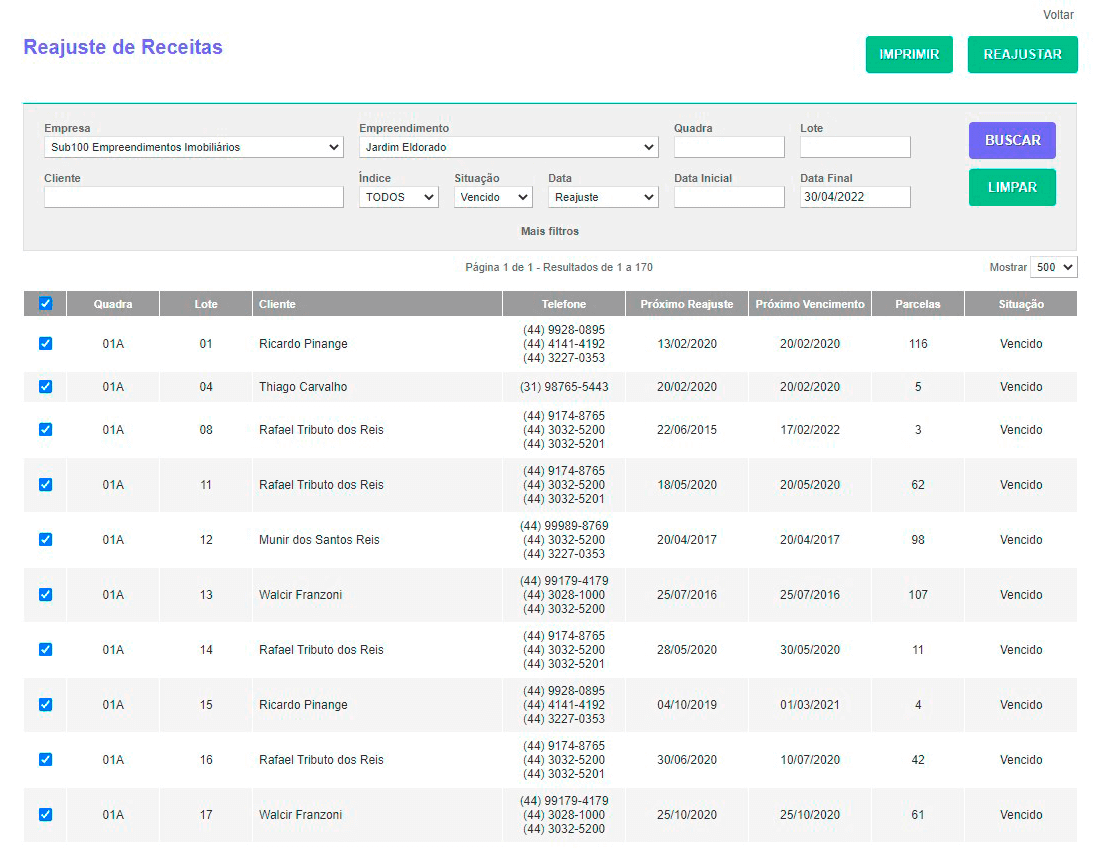 Voltar
Reajuste de Receitas
IMPRIMIR REAJUSTAR
Empresa Empreendimento Quadra Lote
Sub100 Empreendimentos Imobiliários Jardim Eldorado BUSCAR
Cliente Índice Situação Data Data Inicial Data Final
TODOS Vencido Reajuste 30/04/2022 LIMPAR
Mais filtros
Página 1 de 1 - Resultados de 1 a 170 Mostrar 500
Quadra Lote Cliente Telefone Próximo Reajuste Próximo Vencimento Parcelas Situação
(44) 9928-0895
01A 01 Ricardo Pinange (44) 4141-4192 13/02/2020 20/02/2020 116 Vencido
(44) 3227-0353
01A 04 Thiago Carvalho (31) 98765-5443 20/02/2020 20/02/2020 5 Vencido
(44) 9174-8765
01A 08 Rafael Tributo dos Reis (44) 3032-5200 22/06/2015 17/02/2022 3 Vencido
(44) 3032-5201
(44) 9174-8765
01A 11 Rafael Tributo dos Reis (44) 3032-5200 18/05/2020 20/05/2020 62 Vencido
(44) 3032-5201
(44) 99989-8769
01A 12 Munir dos Santos Reis (44) 3032-5200 20/04/2017 20/04/2017 98 Vencido
(44) 3227-0353
(44) 99179-4179
01A 13 Walcir Franzoni (44) 3028-1000 25/07/2016 25/07/2016 107 Vencido
(44) 3032-5200
(44) 9174-8765
01A 14 Rafael Tributo dos Reis (44) 3032-5200 28/05/2020 30/05/2020 11 Vencido
(44) 3032-5201
(44) 9928-0895
01A 15 Ricardo Pinange (44) 4141-4192 04/10/2019 01/03/2021 4 Vencido
(44) 3227-0353
(44) 9174-8765
01A 16 Rafael Tributo dos Reis (44) 3032-5200 30/06/2020 10/07/2020 42 Vencido
(44) 3032-5201
(44) 99179-4179
01A 17 Walcir Franzoni (44) 3028-1000 25/10/2020 25/10/2020 61 Vencido
(44) 3032-5200